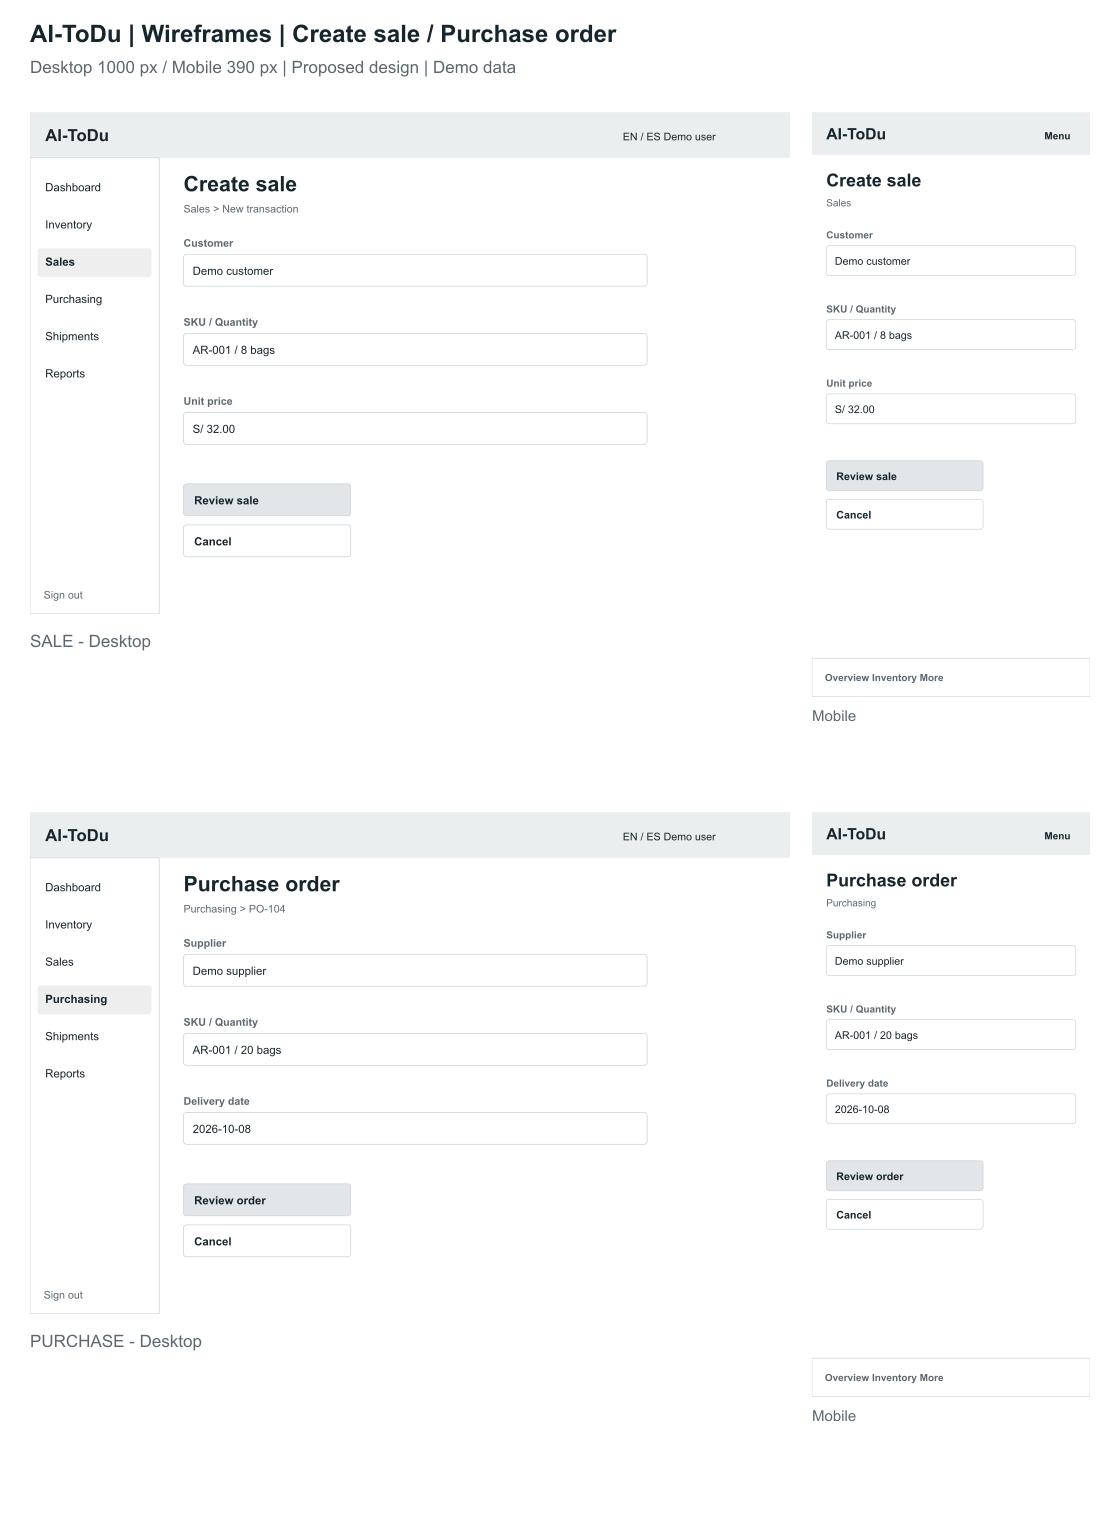 AI-ToDu | Wireframes | Create sale / Purchase order
Desktop 1000 px / Mobile 390 px | Proposed design | Demo data
AI-ToDu
EN / ES Demo user
Dashboard
Inventory
Sales
Purchasing
Shipments
Reports
Sign out
Create sale
Sales > New transaction
Customer
Demo customer
SKU / Quantity
AR-001 / 8 bags
Unit price
S/ 32.00
Review sale
Cancel
SALE - Desktop
AI-ToDu
Menu
Create sale
Sales
Customer
Demo customer
SKU / Quantity
AR-001 / 8 bags
Unit price
S/ 32.00
Review sale
Cancel
Overview Inventory More
Mobile
AI-ToDu
EN / ES Demo user
Dashboard
Inventory
Sales
Purchasing
Shipments
Reports
Sign out
Purchase order
Purchasing > PO-104
Supplier
Demo supplier
SKU / Quantity
AR-001 / 20 bags
Delivery date
2026-10-08
Review order
Cancel
PURCHASE - Desktop
AI-ToDu
Menu
Purchase order
Purchasing
Supplier
Demo supplier
SKU / Quantity
AR-001 / 20 bags
Delivery date
2026-10-08
Review order
Cancel
Overview Inventory More
Mobile